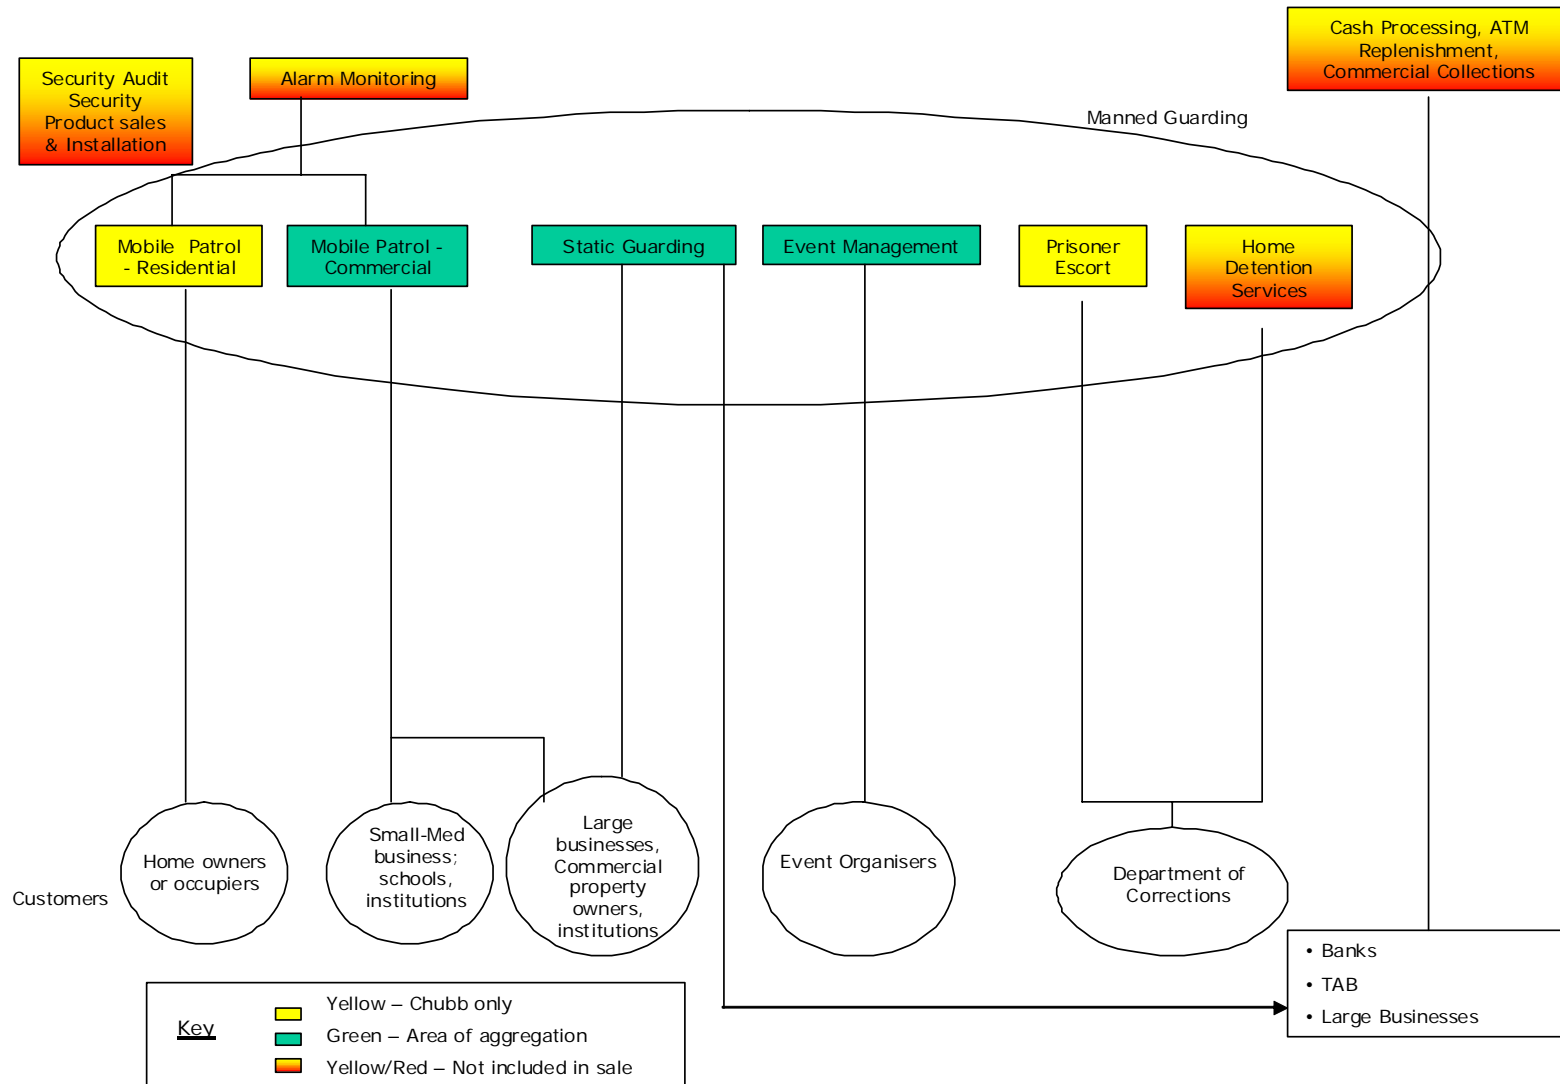 Cash Processing, ATM
Replenishment,
Commercial Collections
Security Audit
Security
Product sales
& Installation
Alarm Monitoring
Manned Guarding
Mobile Patrol
- Residential
Mobile Patrol -
Commercial
Static Guarding
Event Management
Prisoner
Escort
Home
Detention
Services
Customers
Home owners
or occupiers
Small-Med
business;
schools,
institutions
Large
businesses,
Commercial
property
owners,
institutions
Event Organisers
Department of
Corrections
• Banks
• TAB
• Large Businesses
Key
Yellow – Chubb only
Green – Area of aggregation
Yellow/Red – Not included in sale